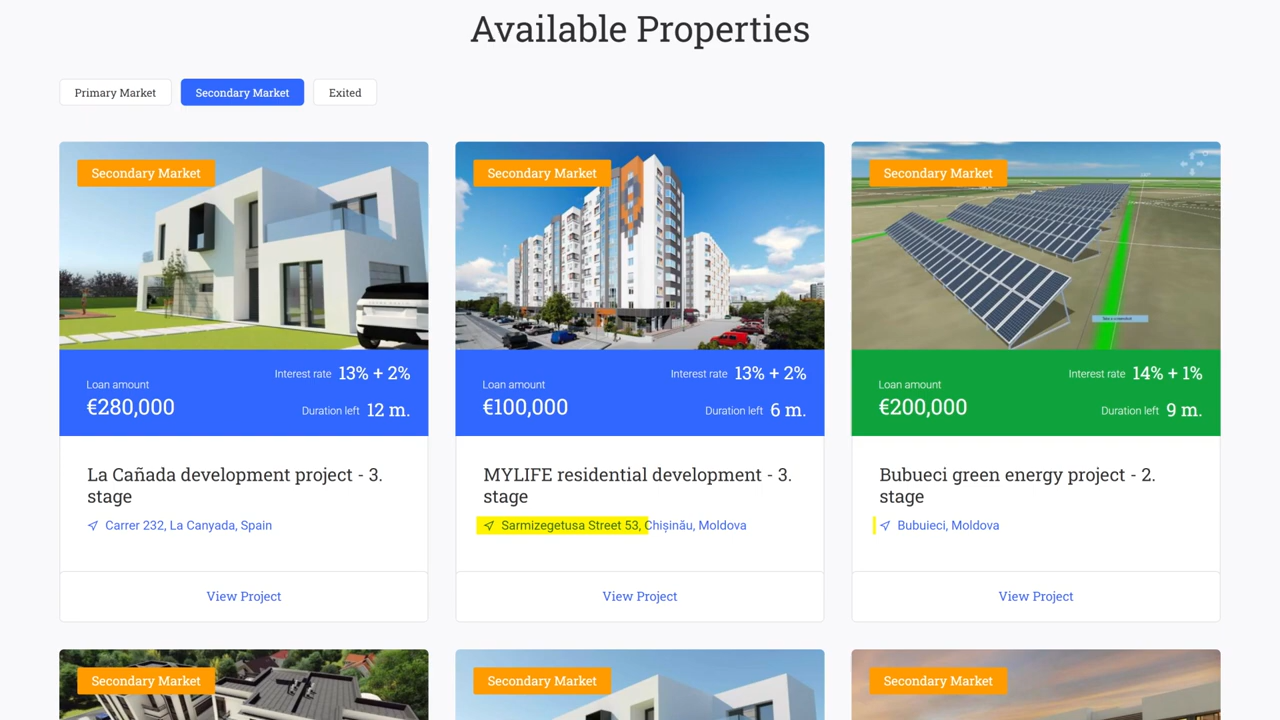 Available Properties
Primary Market
Secondary Market
Exited
Secondary Market
Secondary Market
Secondary Market
Loan amount
€280,000
Interest rate 13% + 2%
Duration left 12 m.
Loan amount
€100,000
Interest rate 13% + 2%
Duration left 6 m.
Loan amount
€200,000
Interest rate 14% + 1%
Duration left 9 m.
La Cañada development project - 3.
stage
Carrer 232, La Canyada, Spain
View Project
MYLIFE residential development - 3.
stage
Sarmizegetusa Street 53, Chișinău, Moldova
View Project
Bubueci green energy project - 2.
stage
Bubuieci, Moldova
View Project
Secondary Market
Secondary Market
Secondary Market